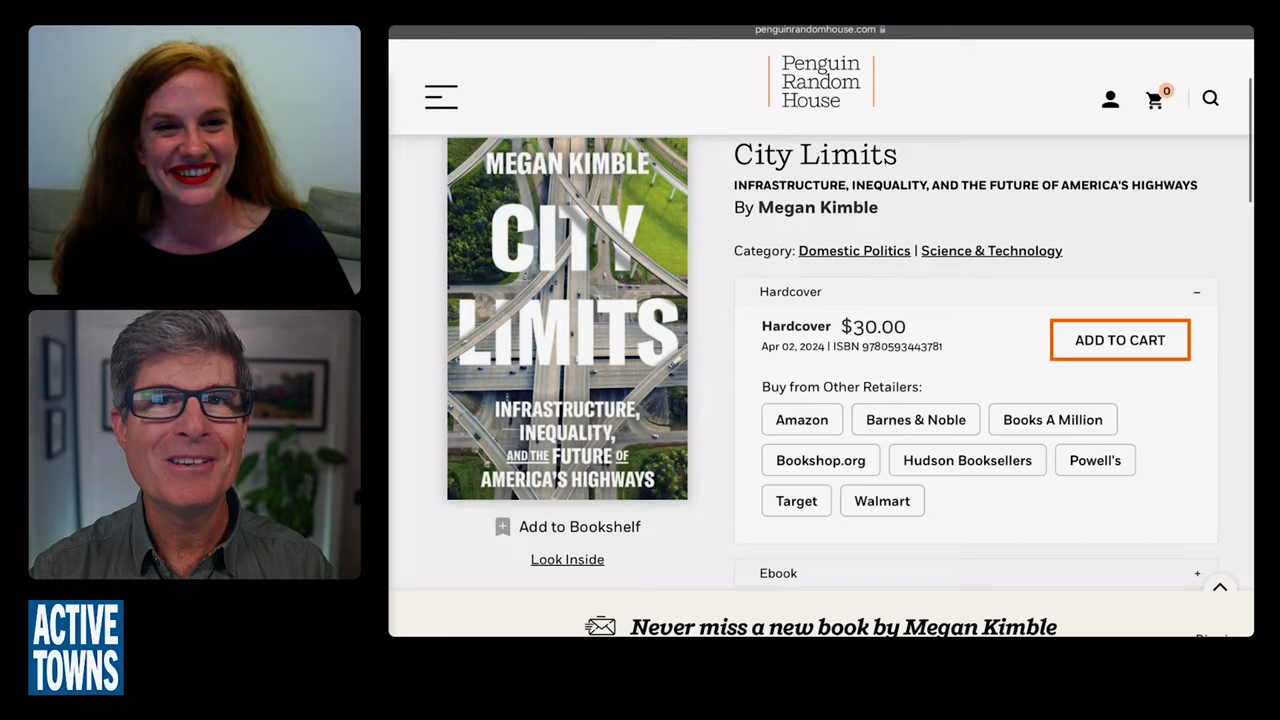 penguinrandomhouse.com
Penguin
Random
House
0
MEGAN KIMBLE
CITY
LIMITS
INFRASTRUCTURE,
INEQUALITY,
AND THE FUTURE OF
AMERICA'S HIGHWAYS
Add to Bookshelf
Look Inside
City Limits
INFRASTRUCTURE, INEQUALITY, AND THE FUTURE OF AMERICA'S HIGHWAYS
By Megan Kimble
Category: Domestic Politics | Science & Technology
Hardcover –
Hardcover $30.00
Apr 02, 2024 | ISBN 9780593443781
ADD TO CART
Buy from Other Retailers:
Amazon Barnes & Noble Books A Million
Bookshop.org Hudson Booksellers Powell's
Target Walmart
Ebook +
Never miss a new book by Megan Kimble
ACTIVE
TOWNS